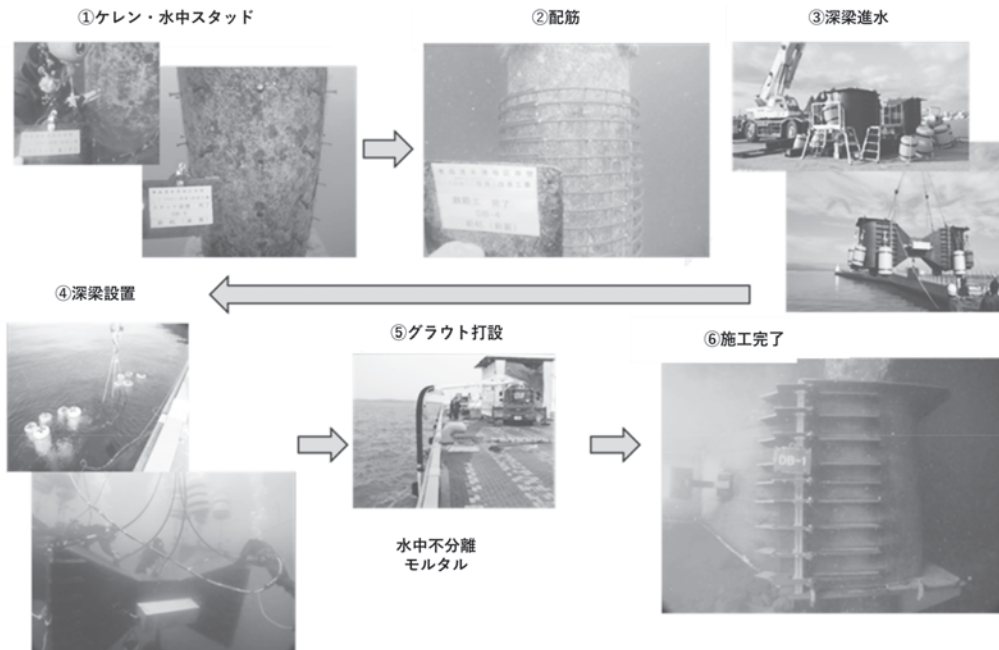 ①ケレン・水中スタッド
②配筋
③深梁進水
④深梁設置
⑤グラウト打設
⑥施工完了
水中不分離
モルタル
DB-1